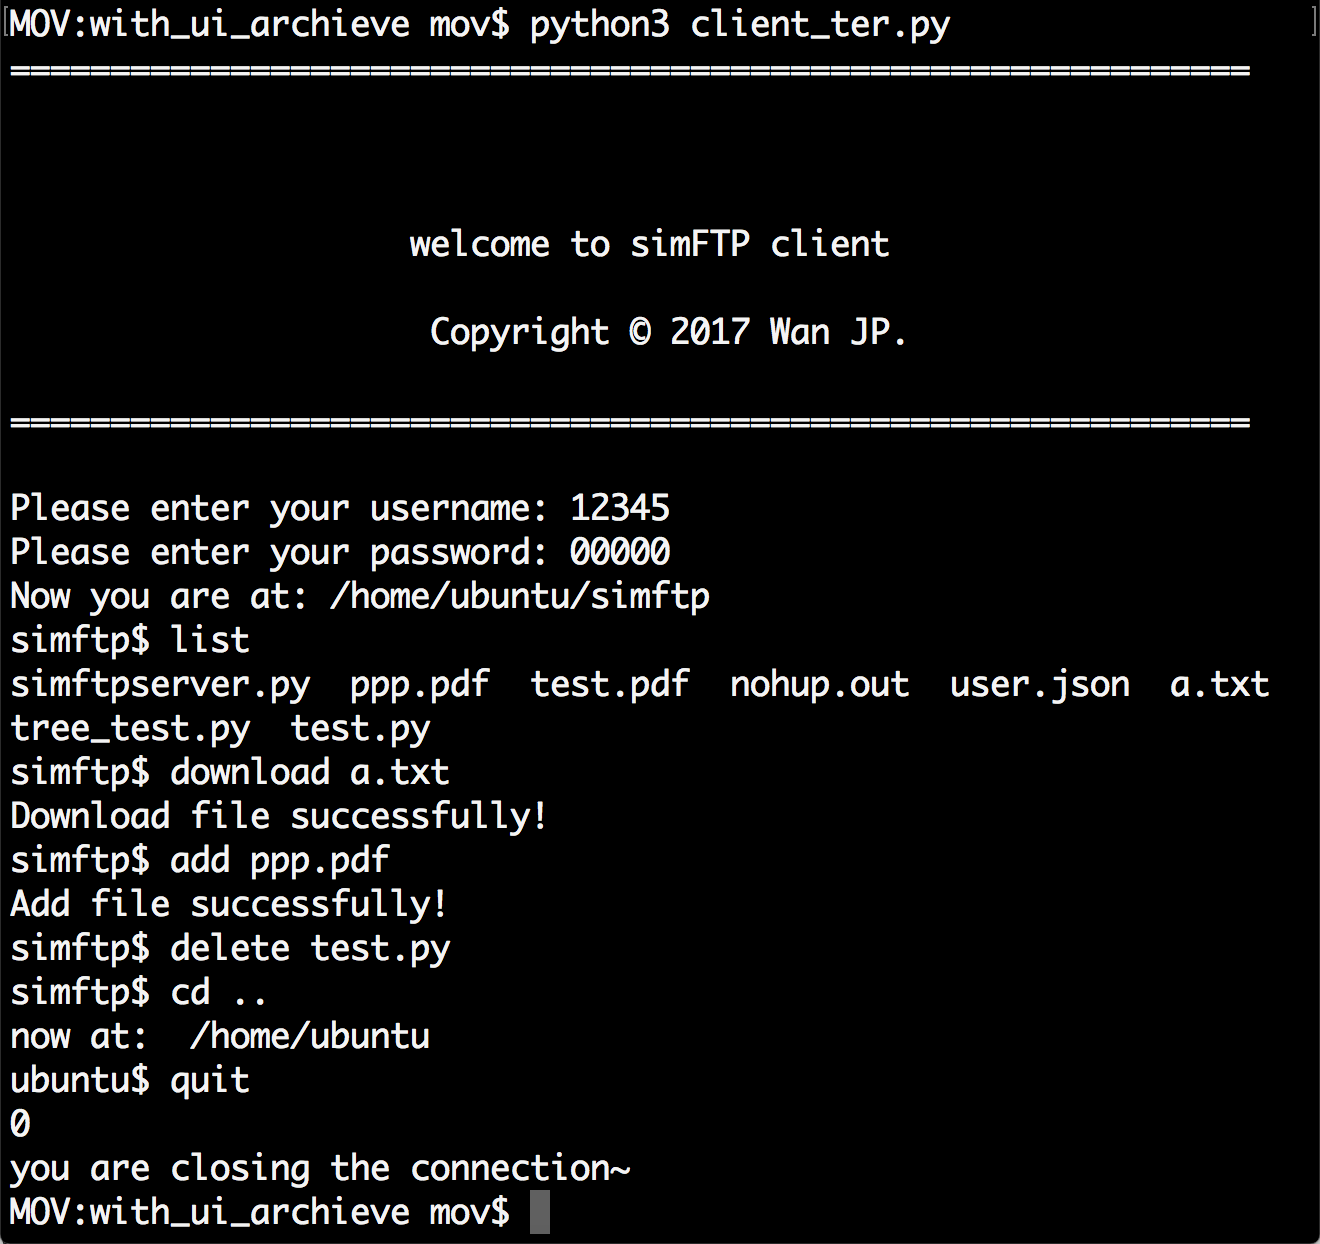 [MOV:with_ui_archieve mov$ python3 client_ter.py ]
==============================================================
welcome to simFTP client
Copyright © 2017 Wan JP.
==============================================================
Please enter your username: 12345
Please enter your password: 00000
Now you are at: /home/ubuntu/simftp
simftp$ list
simftpserver.py  ppp.pdf  test.pdf  nohup.out  user.json  a.txt
tree_test.py  test.py
simftp$ download a.txt
Download file successfully!
simftp$ add ppp.pdf
Add file successfully!
simftp$ delete test.py
simftp$ cd ..
now at:  /home/ubuntu
ubuntu$ quit
0
you are closing the connection~
MOV:with_ui_archieve mov$